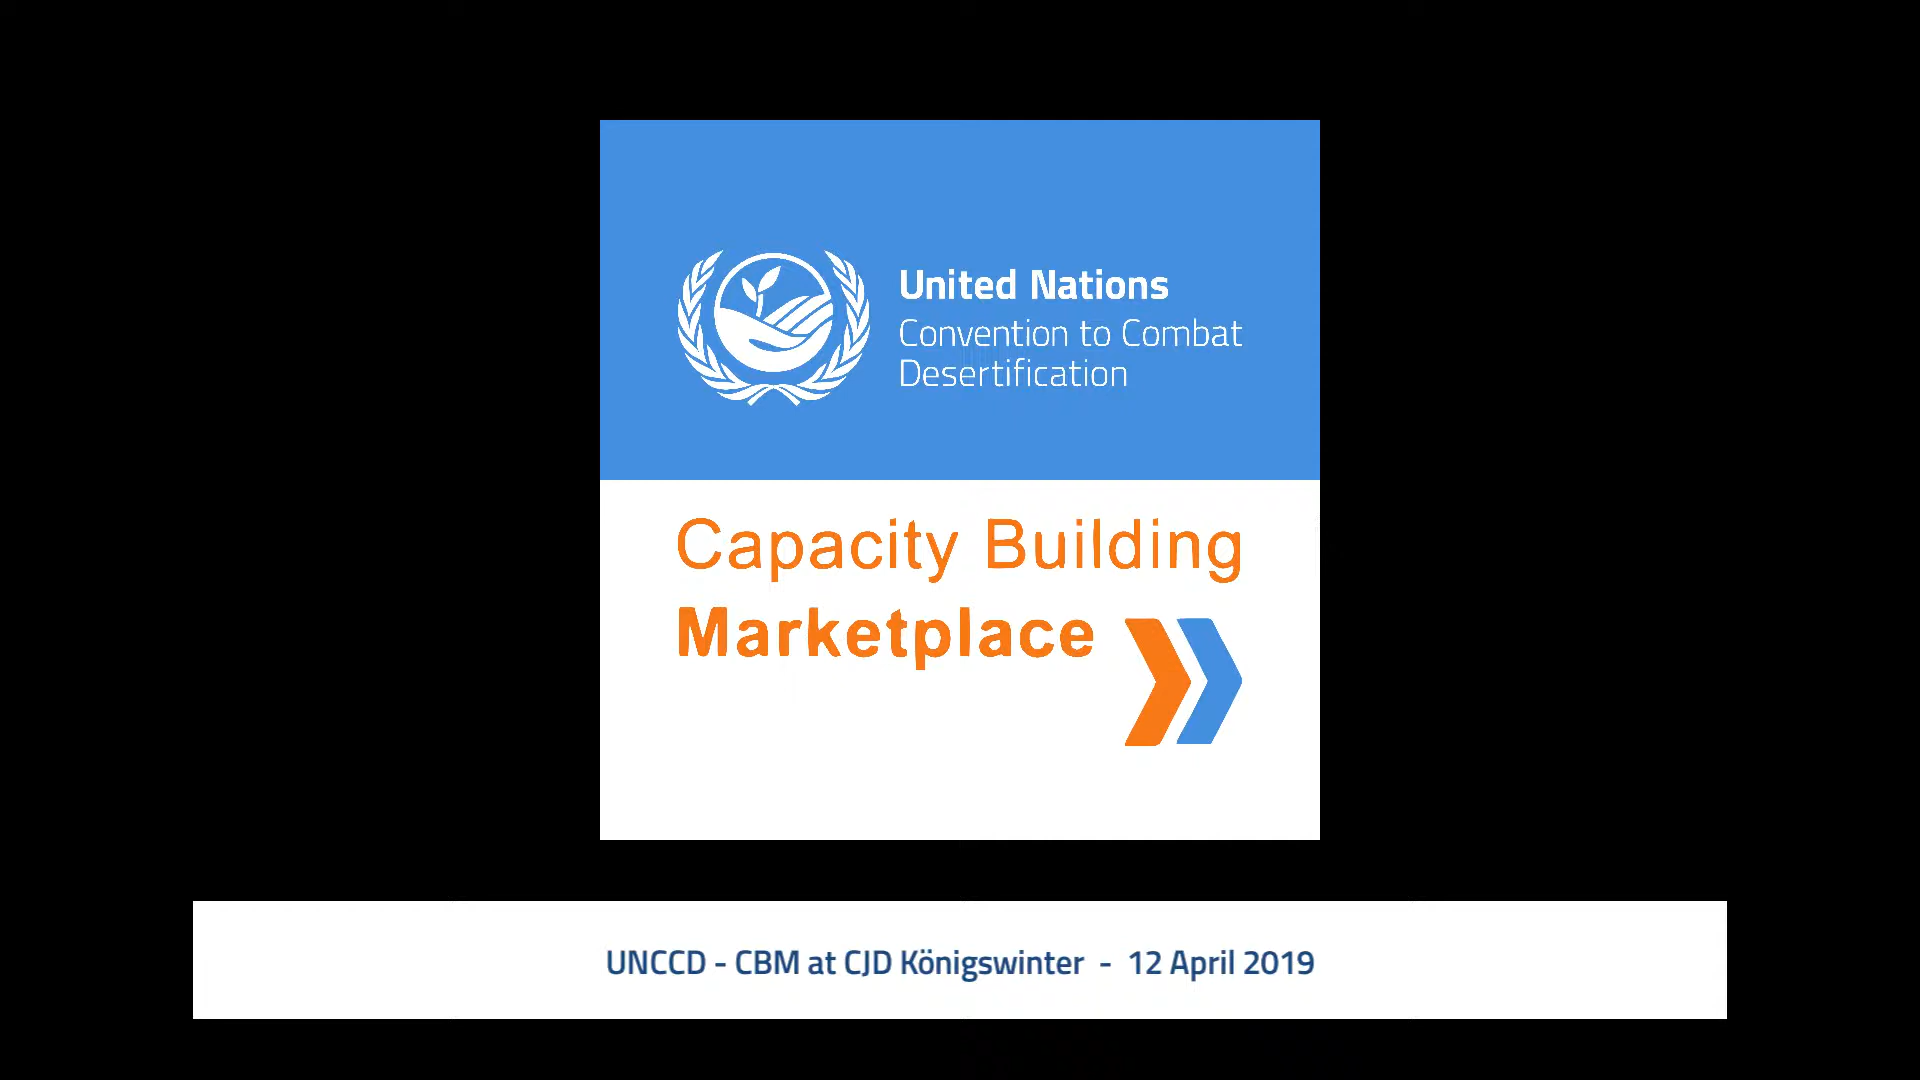 United Nations
Convention to Combat
Desertification
Capacity Building
Marketplace
UNCCD - CBM at CJD Königswinter - 12 April 2019